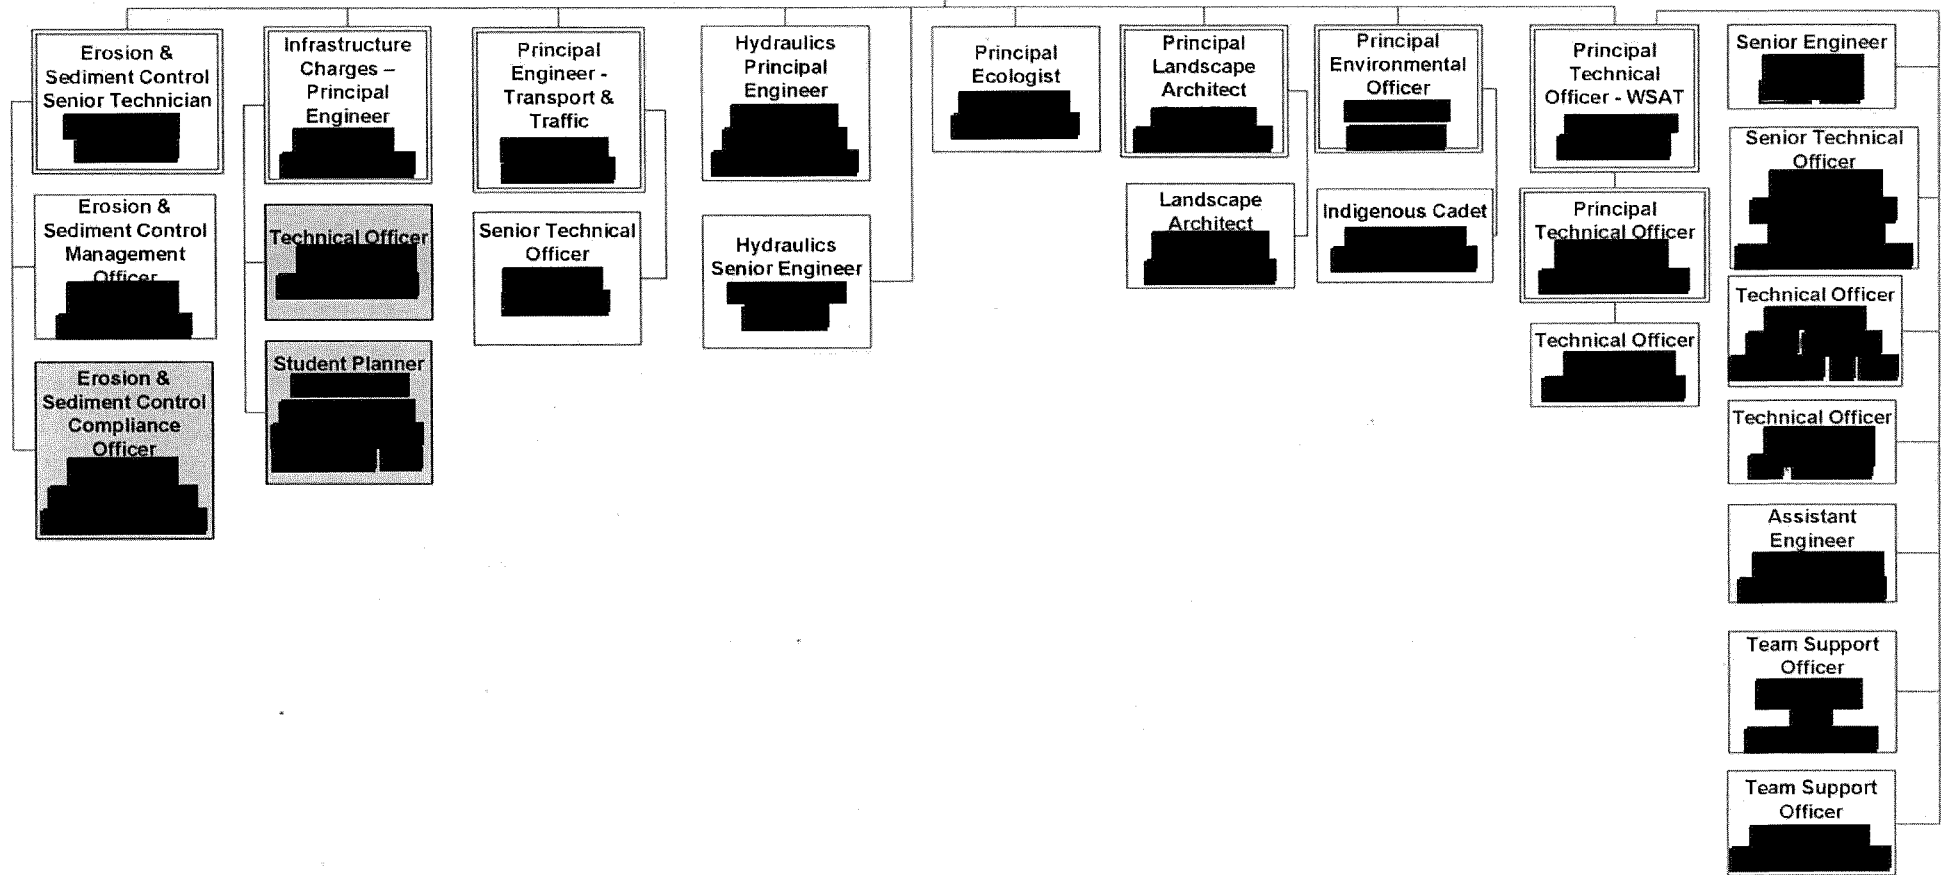 Erosion &
Sediment Control
Senior Technician
Erosion &
Sediment Control
Management
Officer
Erosion &
Sediment Control
Compliance
Officer
Infrastructure
Charges –
Principal
Engineer
Technical Officer
Student Planner
Principal
Engineer -
Transport &
Traffic
Senior Technical
Officer
Hydraulics
Principal
Engineer
Hydraulics
Senior Engineer
Principal
Ecologist
Principal
Landscape
Architect
Landscape
Architect
Principal
Environmental
Officer
Indigenous Cadet
Principal
Technical
Officer - WSAT
Principal
Technical Officer
Technical Officer
Senior Engineer
Senior Technical
Officer
Technical Officer
Technical Officer
Assistant
Engineer
Team Support
Officer
Team Support
Officer